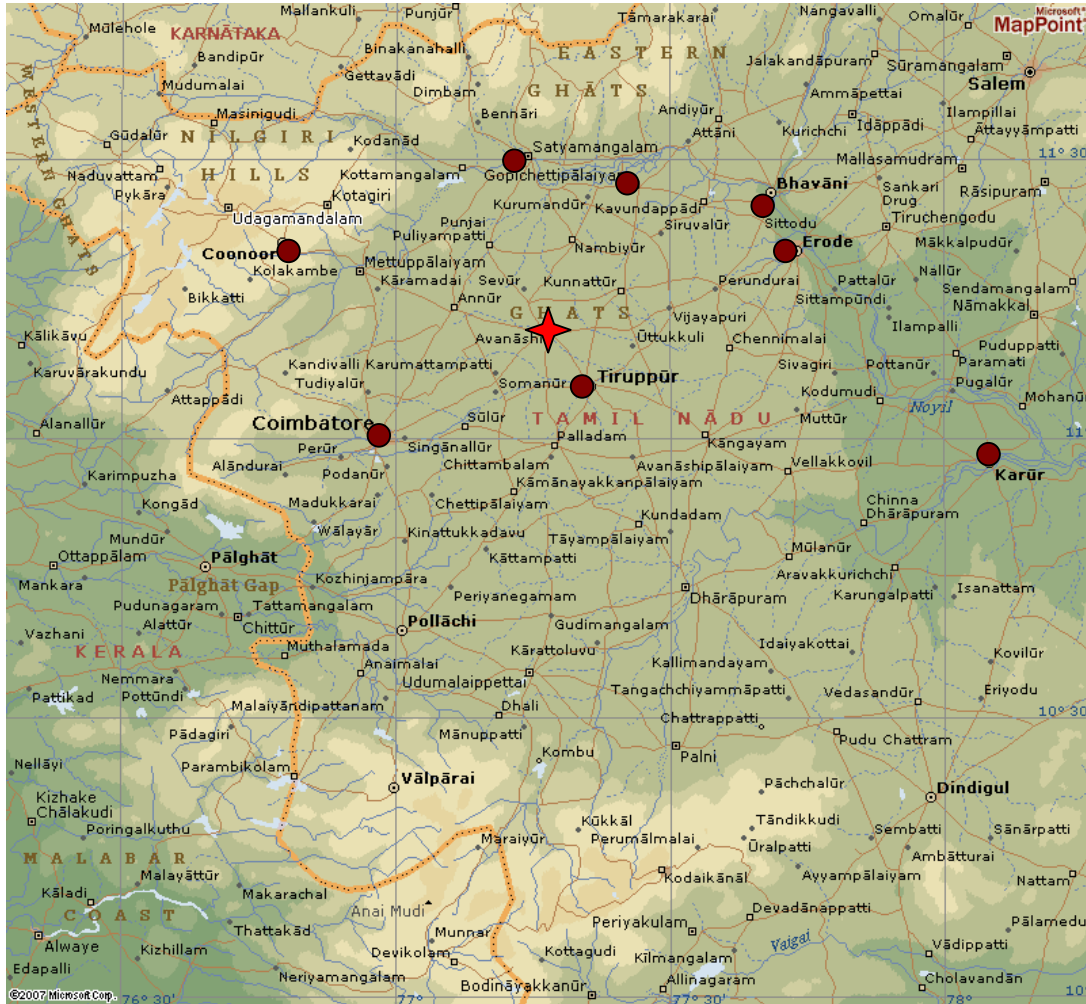 Mallankuli
Punjūr
Tāmarakarai
Nangavalli
Omalūr
Microsoft®
MapPoint®
Mūlehole
KARNĀTAKA
Binakanahalli
EASTERN
Jalakandāpuram
Sūramangalam
Bandipūr
Gettavādi
GHĀTS
Salem
WESTERN GHĀTS
Mudumalai
Dimbam
Ammāpettai
Masinigudi
Bennāri
Andiyūr
Idāppādi
Ilampillai
Gūdalūr
NILGIRI
Kodanād
Satyamangalam
Attāni
Kurichchi
Āttayyāmpatti
11° 30'
Naduvattam
HILLS
Kottamangalam
Gopichettipālaiyam
Mallasamudram
Pykāra
Kotagiri
Kurumandūr
Kavundappādi
Bhavāni
Sankari Drug
Rāsipuram
Udagamandalam
Punjai Puliyampatti
Nambiyūr
Siruvalūr
Sittodu
Tiruchengodu
Coonoor
Mettuppālaiyam
Erode
Mākkalpudūr
Kolakambe
Kāramadai
Sevūr
Kunnattūr
Perundurai
Pattalūr
Nallūr
Bikkatti
Annūr
Sittampūndi
Sendamangalam
Nāmakkal
GHATS
Vijayapuri
Ilampalli
Kālikāvu
Avanāshi
Ūttukkuli
Chennimalai
Puduppatti
Karuvārakundu
Kandivalli
Karumattampatti
Sivagiri
Pottanūr
Paramati
Tudiyalūr
Somanūr
Tiruppūr
Kodumudi
Pugalūr
Attappādi
Noyil
Mohanūr
Alanallūr
Coimbatore
Sūlūr
TAMIL NĀDU
Muttūr
11°
Perūr
Singānallūr
Palladam
Kāngayam
Alāndurai
Podanūr
Chittambalam
Avanāshipālaiyam
Vellakkovil
Karūr
Karimpuzha
Madukkarai
Chettipālaiyam
Kāmānayakkanpālaiyam
Chinna Dhārāpuram
Kongād
Wālayār
Kinattukkadavu
Kundadam
Mundūr
Tāyampālaiyam
Mūlanūr
Ottappālam
Pālghāt
Kāttampatti
Mankara
Pālghāt Gap
Kozhinjampāra
Aravakkurichchi
Isanattam
Pudunagaram
Tattamangalam
Periyanegamam
Dhārāpuram
Karungalpatti
Vazhani
Alattūr
Chittūr
Pollāchi
Gudimangalam
KERALA
Muthalamada
Kārattoluvu
Idaiyakottai
Kovilūr
Nemmara
Anaimalai
Kallimandayam
Pattikad
Pottūndi
Udumalaippettai
Tangachchiyammāpatti
Vedasandūr
Eriyodu
Malaiyāndipattanam
Dhali
Chattrappatti
10° 30'
Pādagiri
Mānuppatti
Pudu Chattram
Nellāyi
Parambikolam
Kombu
Palni
Vālpārai
Pāchchalūr
Dindigul
Kizhake Chālakudi
Poringalkuthu
Kūkkāl
Tāndikkudi
Sembatti
Sānārpatti
MALABĀR
Maraiyūr
Perumālmalai
Ūralpatti
Ambātturai
Malayāttūr
Kodaikānāl
Ayyampālaiyam
Nattam
Kāladi
Makarachal
COAST
Anai Mudi
Periyakulam
Devadānappatti
Pālamedu
Alwaye
Thattakād
Munnar
Vaigai
Kizhillam
Devikolam
Kottagudi
Kīlmangalam
Vādippatti
Edapalli
Neriyamangalam
Bodināyakkanūr
Allinagaram
Cholavandān
©2007 Microsoft Corp.
76° 30'
77°
77° 30'
78°
10°